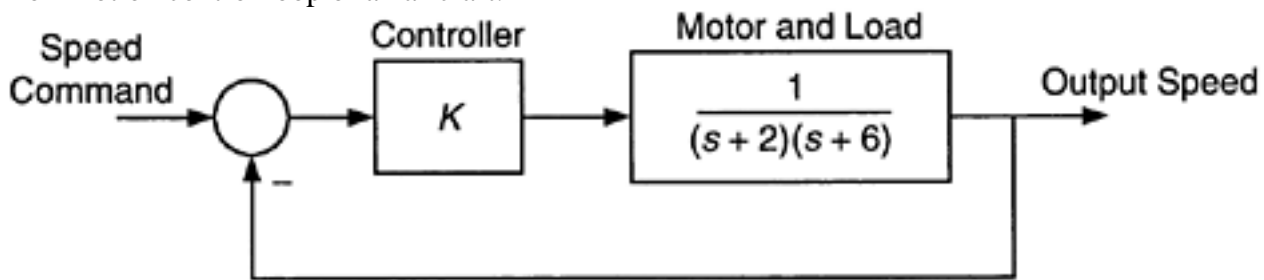 Controller
Motor and Load
Speed
Command
K
1
(s + 2)(s + 6)
Output Speed
−